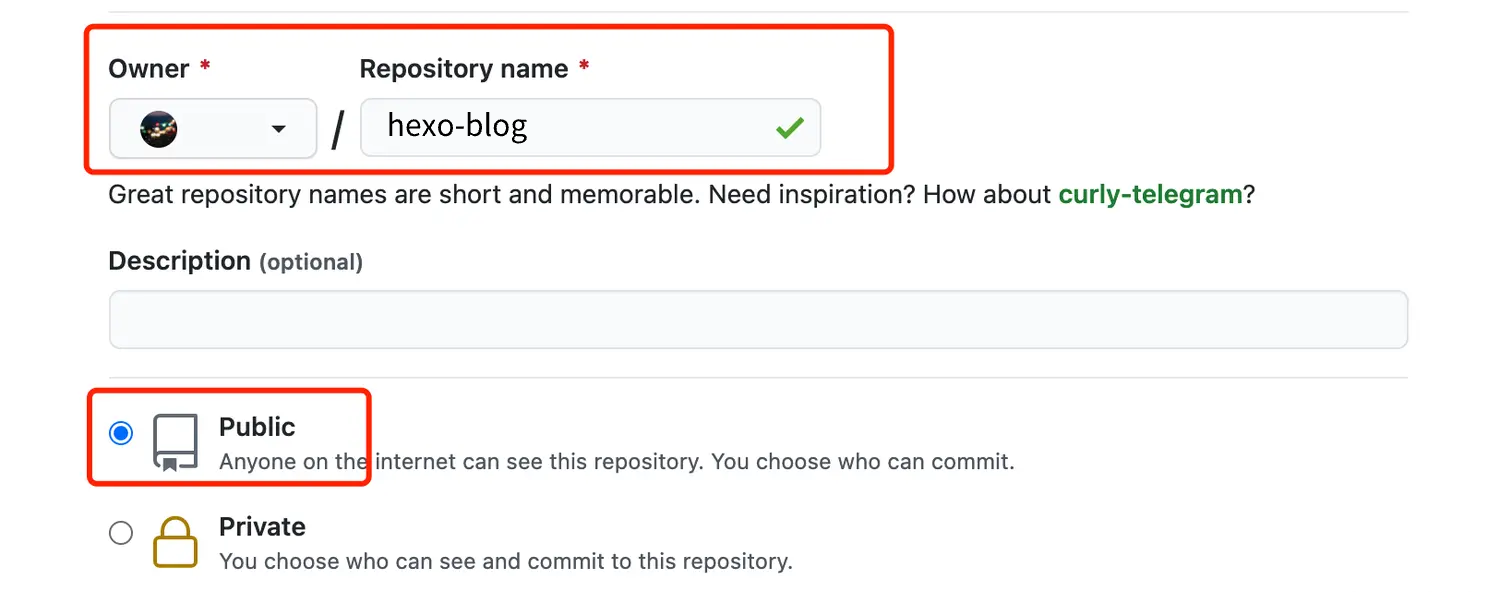 Owner * Repository name *
/ hexo-blog
Great repository names are short and memorable. Need inspiration? How about curly-telegram?
Description (optional)
Public
Anyone on the internet can see this repository. You choose who can commit.
Private
You choose who can see and commit to this repository.